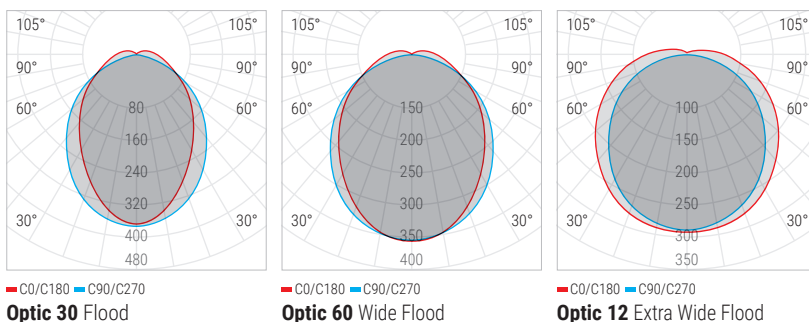 105° 105° 105° 105° 105° 105°
90° 90° 90° 90° 90° 90°
60° 80 60° 60° 150 60° 60° 100 60°
160 200 150
240 250 200
30° 320 30° 30° 300 30° 30° 250 30°
400 350 300
480 400 350
C0/C180 C90/C270 C0/C180 C90/C270 C0/C180 C90/C270
Optic 30 Flood Optic 60 Wide Flood Optic 12 Extra Wide Flood